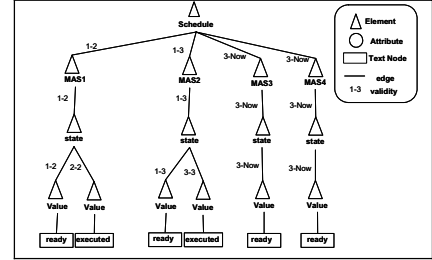 Schedule
Element
Attribute
Text Node
edge
1-3 validity
1-2 1-3 3-Now 3-Now
MAS1 MAS2 MAS3 MAS4
1-2 1-3 3-Now 3-Now
state state state state
1-2 2-2 1-3 3-3 3-Now 3-Now
Value Value Value Value Value Value
ready executed ready executed ready ready